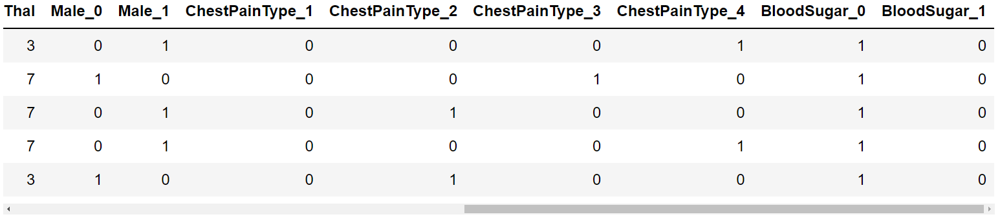 Thal Male_0 Male_1 ChestPainType_1 ChestPainType_2 ChestPainType_3 ChestPainType_4 BloodSugar_0 BloodSugar_1
3 0 1 0 0 0 1 1 0
7 1 0 0 0 1 0 1 0
7 0 1 0 1 0 0 1 0
7 0 1 0 0 0 1 1 0
3 1 0 0 1 0 0 1 0